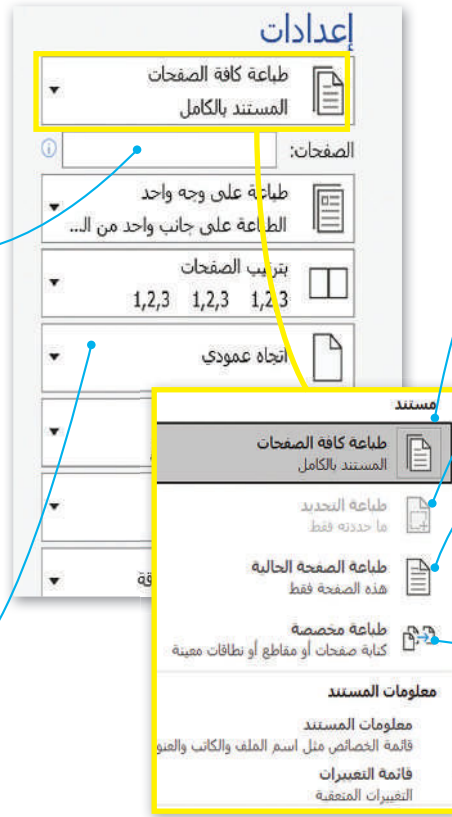 إعدادات
طباعة كافة الصفحات
المستند بالكامل
الصفحات:
طباعة على وجه واحد
الطباعة على جانب واحد من الـ...
بترتيب الصفحات
1,2,3 1,2,3 1,2,3
اتجاه عمودي
مستند
طباعة كافة الصفحات
المستند بالكامل
طباعة التحديد
ما حددته فقط
طباعة الصفحة الحالية
هذه الصفحة فقط
طباعة مخصصة
كتابة صفحات أو مقاطع أو نطاقات معينة
معلومات المستند
معلومات المستند
قائمة الخصائص مثل اسم الملف والكاتب والعنو
قائمة التغييرات
التغييرات المتعقبة